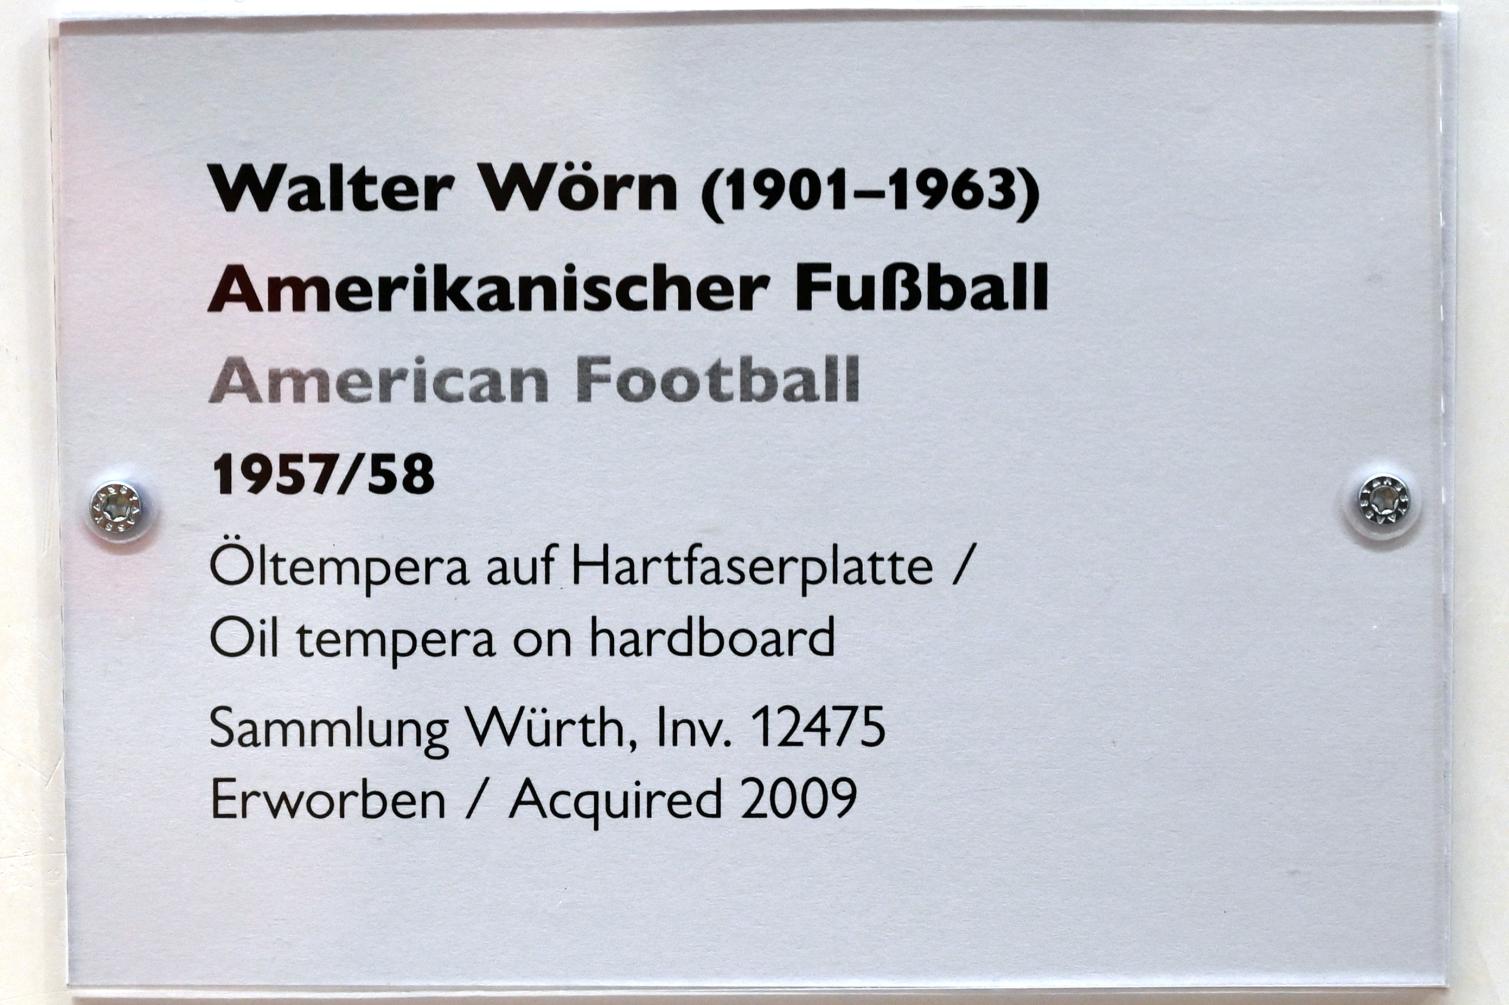 Walter Wörn (1901–1963)
Amerikanischer Fußball
American Football
1957/58
Öltempera auf Hartfaserplatte /
Oil tempera on hardboard
Sammlung Würth, Inv. 12475
Erworben / Acquired 2009